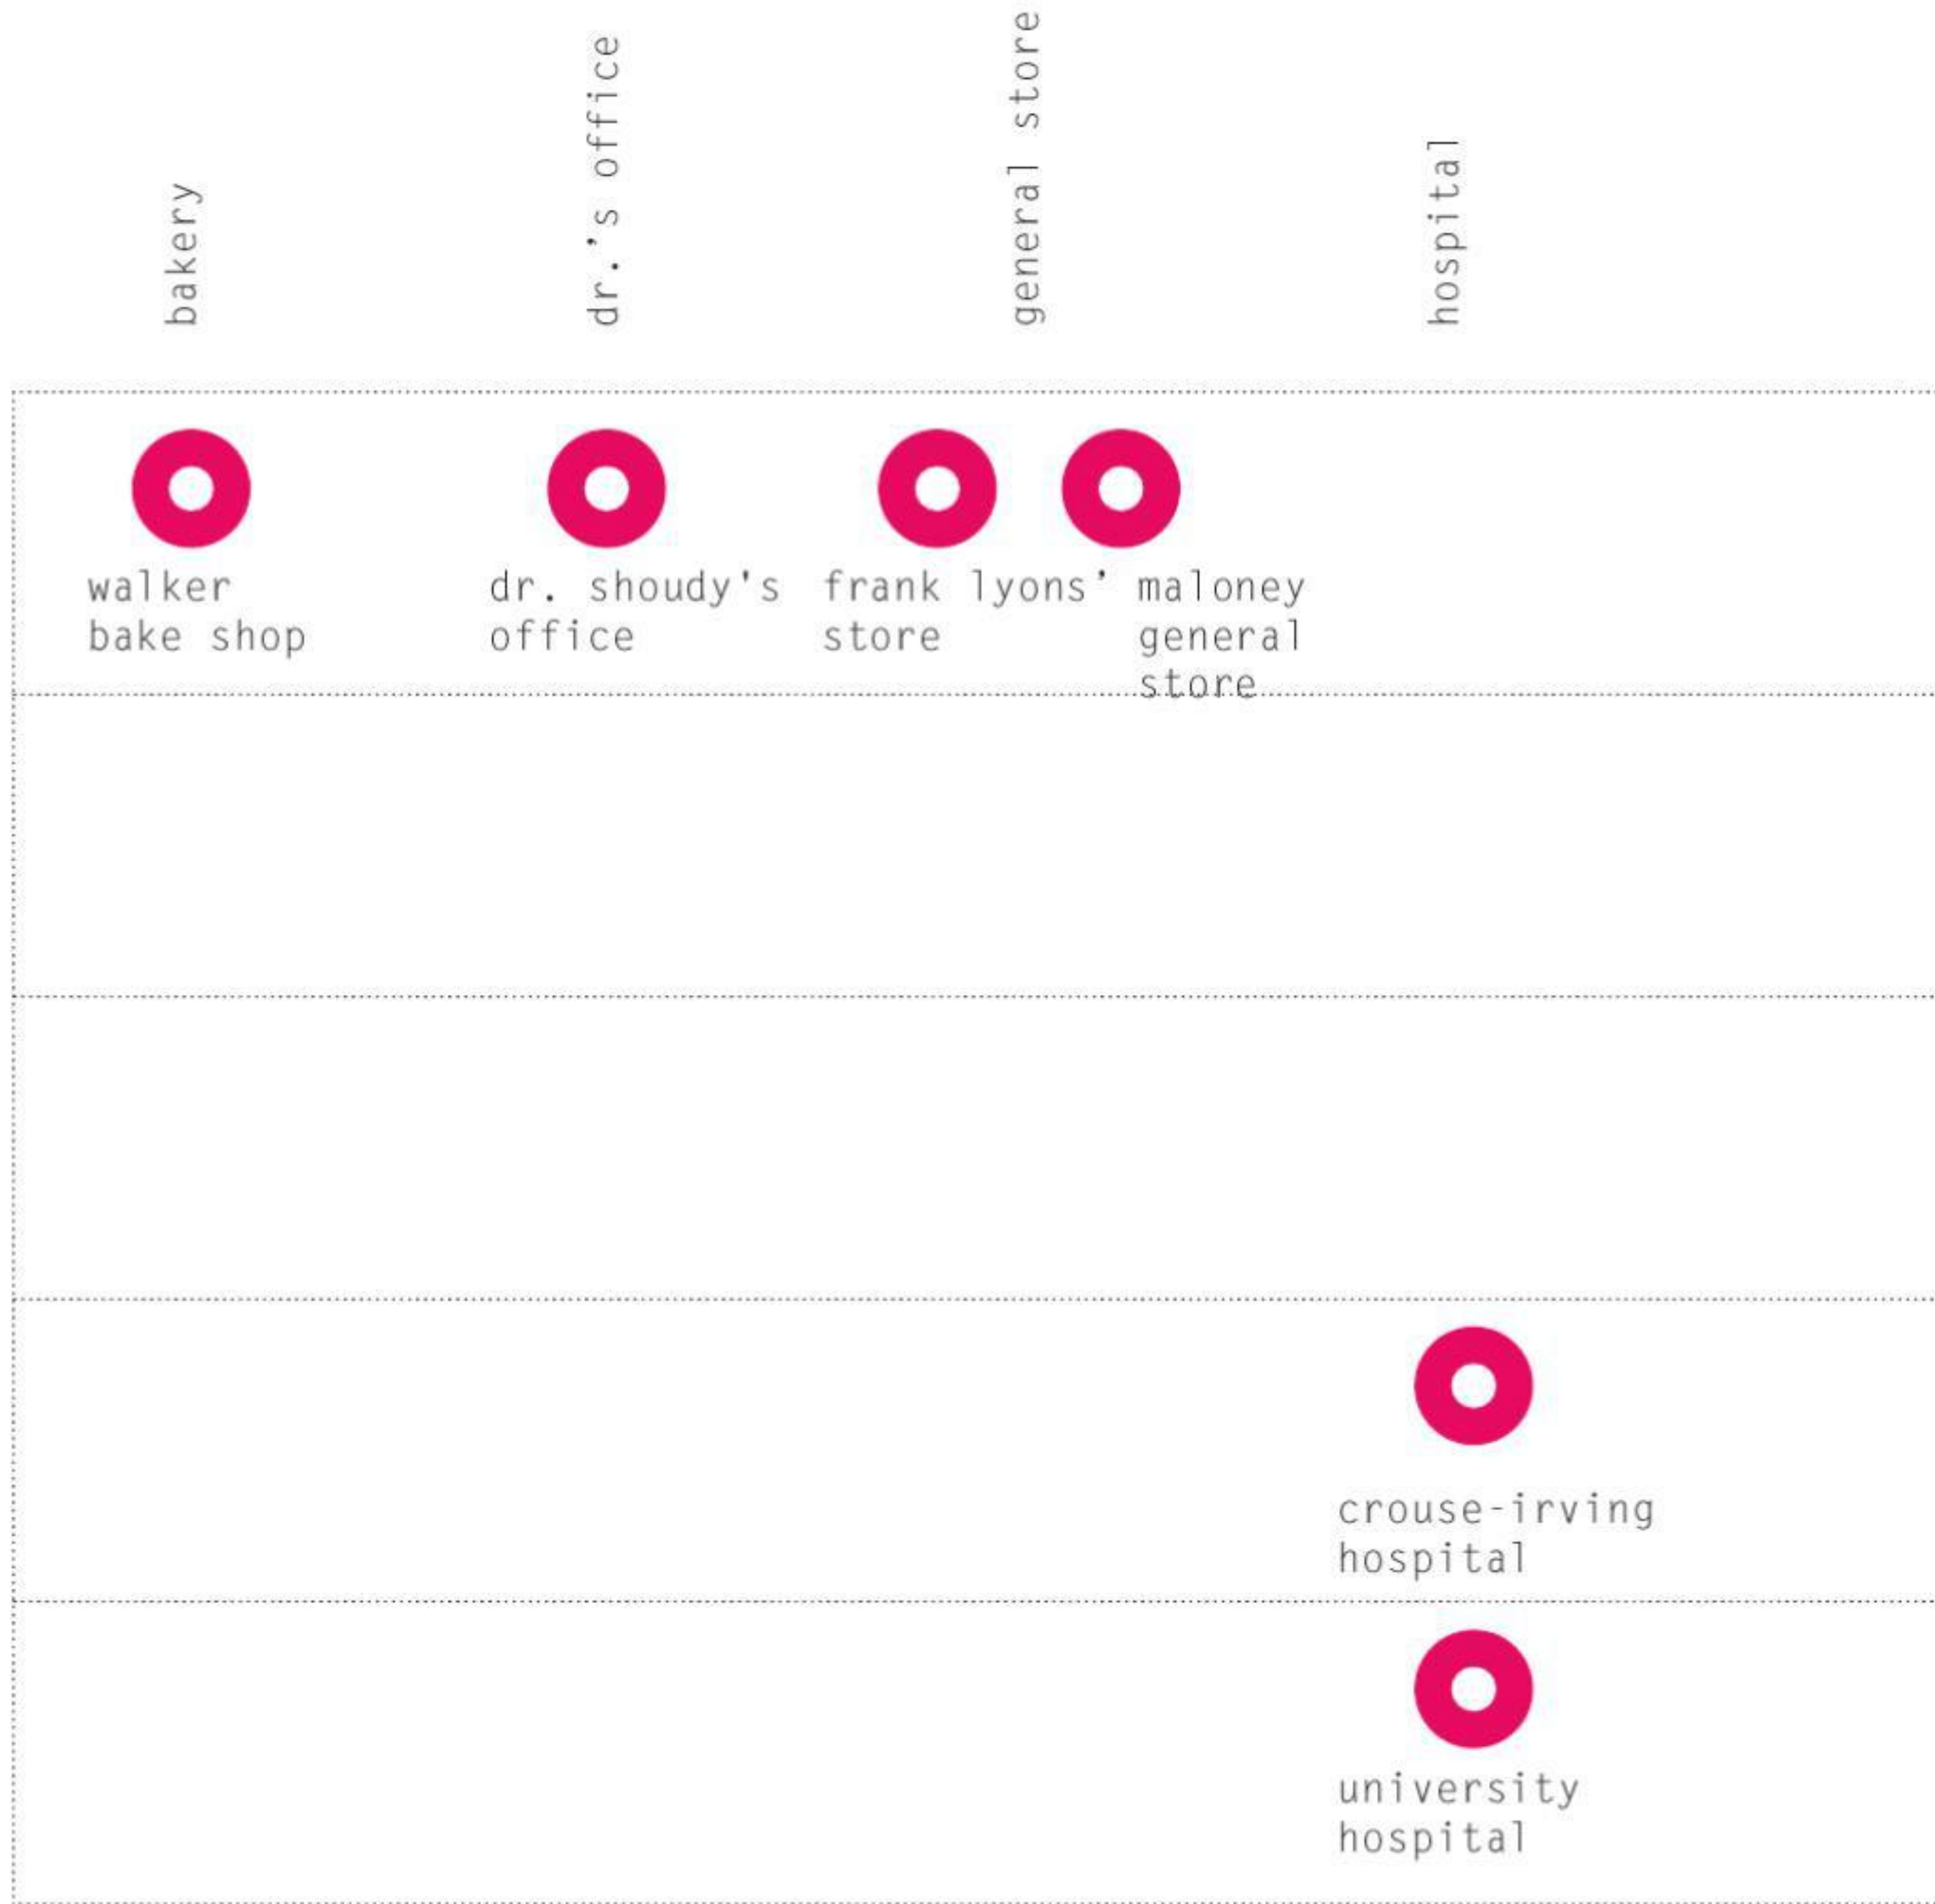 bakery
dr.'s office
general store
hospital
walker
bake shop
dr. shoudy's
office
frank lyons’
store
maloney
general
store
crouse-irving
hospital
university
hospital